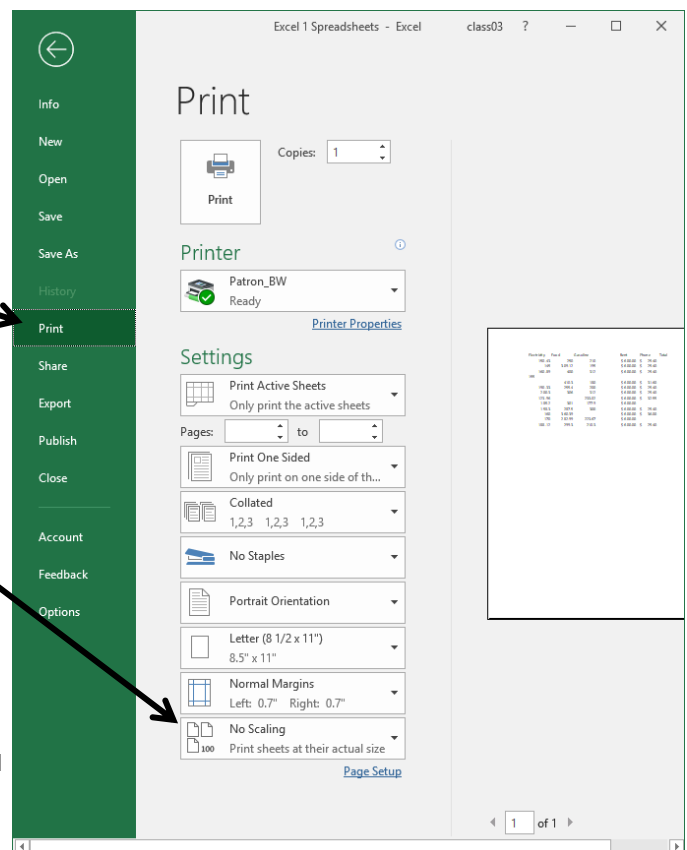 Excel 1 Spreadsheets - Excel class03 ?
Info
New
Open
Save
Save As
History
Print
Share
Export
Publish
Close
Account
Feedback
Options
Print
Copies: 1
Print
Printer
Patron_BW
Ready
Printer Properties
Settings
Print Active Sheets
Only print the active sheets
Pages: to
Print One Sided
Only print on one side of th...
Collated
1,2,3 1,2,3 1,2,3
No Staples
Portrait Orientation
Letter (8 1/2 x 11")
8.5" x 11"
Normal Margins
Left: 0.7" Right: 0.7"
No Scaling
100
Print sheets at their actual size
Page Setup
1 of 1